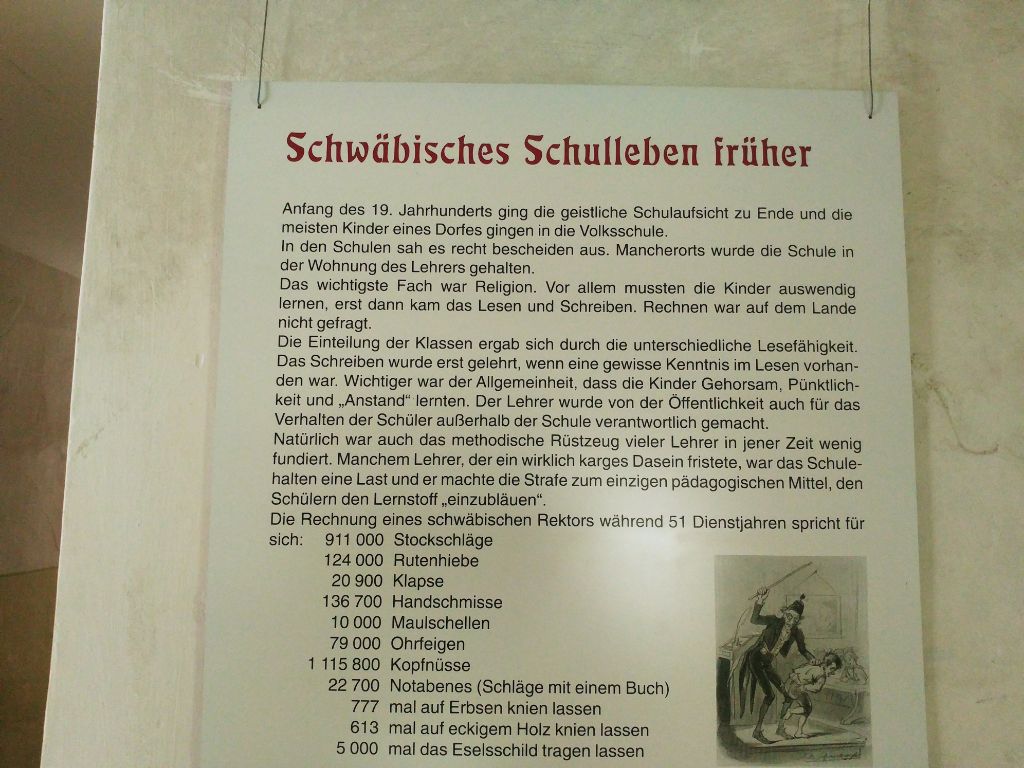 Schwäbisches Schulleben früher
Anfang des 19. Jahrhunderts ging die geistliche Schulaufsicht zu Ende und die
meisten Kinder eines Dorfes gingen in die Volksschule.
In den Schulen sah es recht bescheiden aus. Mancherorts wurde die Schule in
der Wohnung des Lehrers gehalten.
Das wichtigste Fach war Religion. Vor allem mussten die Kinder auswendig
lernen, erst dann kam das Lesen und Schreiben. Rechnen war auf dem Lande
nicht gefragt.
Die Einteilung der Klassen ergab sich durch die unterschiedliche Lesefähigkeit.
Das Schreiben wurde erst gelehrt, wenn eine gewisse Kenntnis im Lesen vorhan-
den war. Wichtiger war der Allgemeinheit, dass die Kinder Gehorsam, Pünktlich-
keit und „Anstand“ lernten. Der Lehrer wurde von der Öffentlichkeit auch für das
Verhalten der Schüler außerhalb der Schule verantwortlich gemacht.
Natürlich war auch das methodische Rüstzeug vieler Lehrer in jener Zeit wenig
fundiert. Manchem Lehrer, der ein wirklich karges Dasein fristete, war das Schule-
halten eine Last und er machte die Strafe zum einzigen pädagogischen Mittel, den
Schülern den Lernstoff „einzubläuen“.
Die Rechnung eines schwäbischen Rektors während 51 Dienstjahren spricht für
sich: 911 000 Stockschläge
124 000 Rutenhiebe
20 900 Klapse
136 700 Handschmisse
10 000 Maulschellen
79 000 Ohrfeigen
1 115 800 Kopfnüsse
22 700 Notabenes (Schläge mit einem Buch)
777 mal auf Erbsen knien lassen
613 mal auf eckigem Holz knien lassen
5 000 mal das Eselsschild tragen lassen